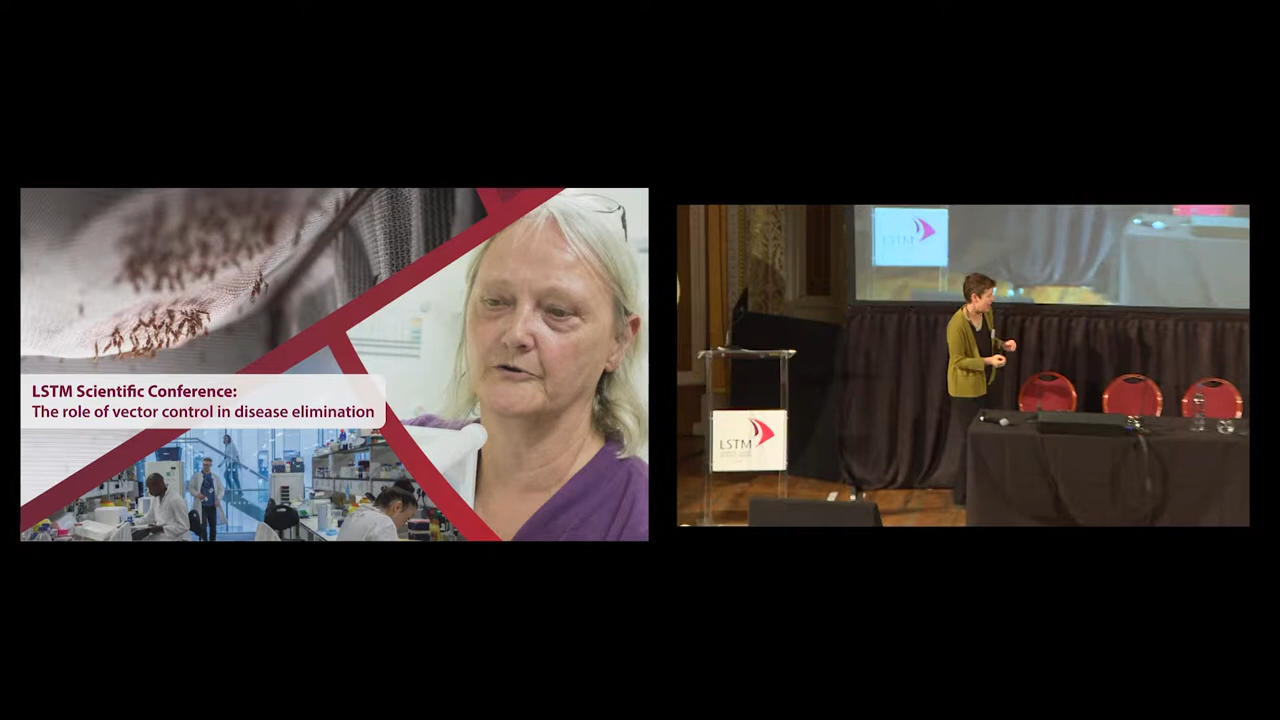 LSTM Scientific Conference:
The role of vector control in disease elimination
LSTM
LSTM